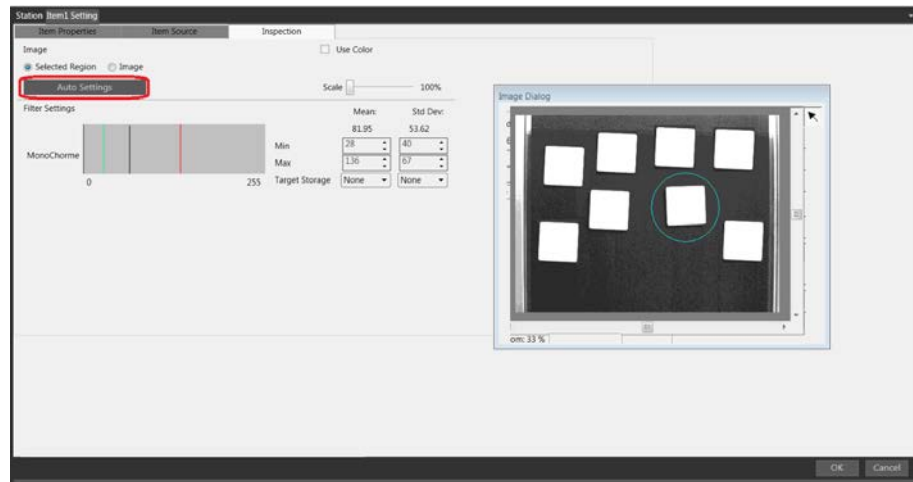 Station Item1 Setting
Item Properties Item Source Inspection
Image Use Color
Selected Region Image
Auto Settings Scale 100%
Filter Settings Mean: Std Dev:
81.95 53.62
MonoChorme Min 28 40
Max 136 67
0 255 Target Storage None None
Image Dialog
om: 33 %
OK Cancel